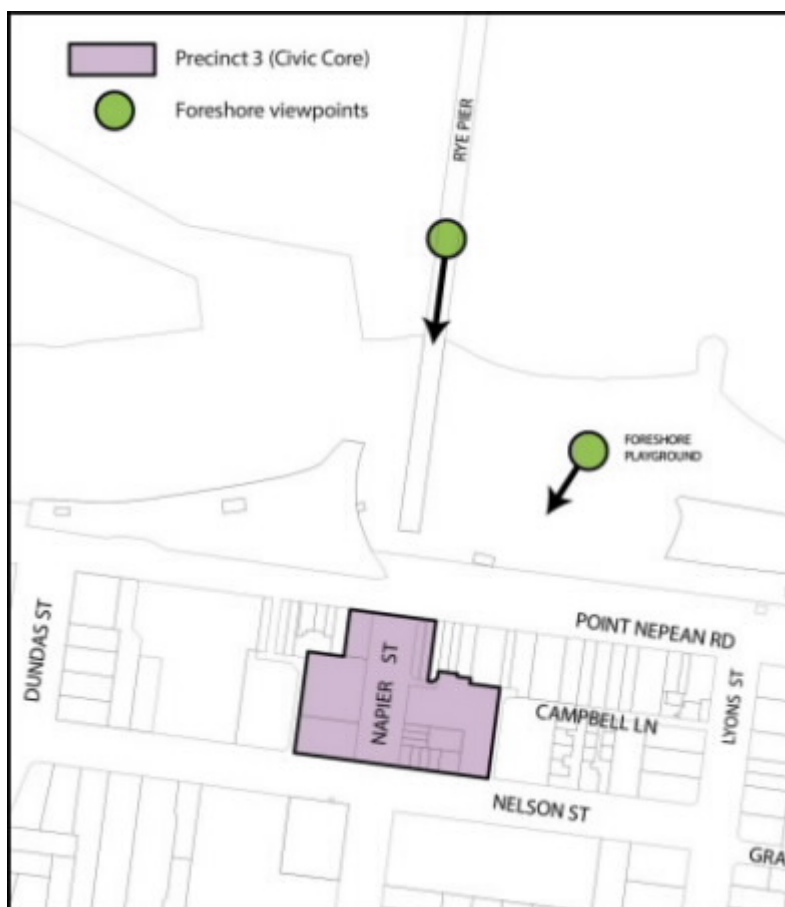 Precinct 3 (Civic Core)
Foreshore viewpoints
RYE PIER
FORESHORE
PLAYGROUND
POINT NEPEAN RD
DUNDAS ST
NAPIER ST
LYONS ST
CAMPBELL LN
NELSON ST
GRA